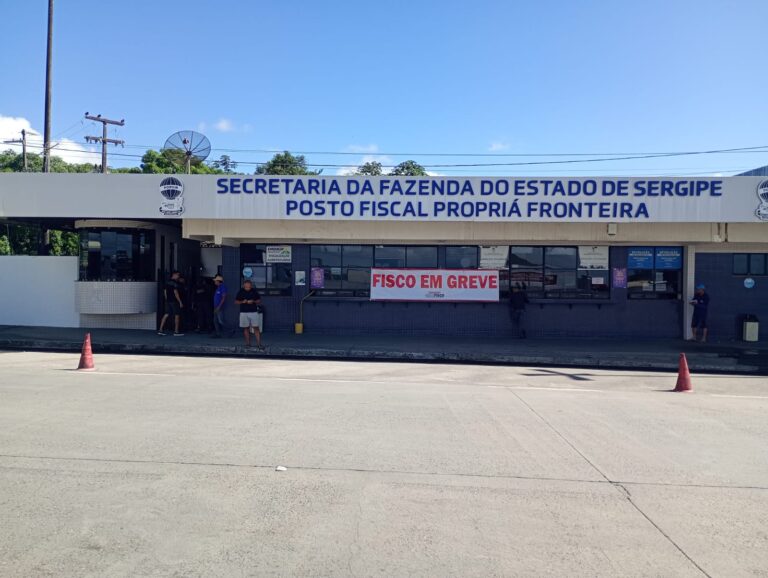 SECRETARIA DA FAZENDA DO ESTADO DE SERGIPE
POSTO FISCAL PROPRIÁ FRONTEIRA
FISCO EM GREVE